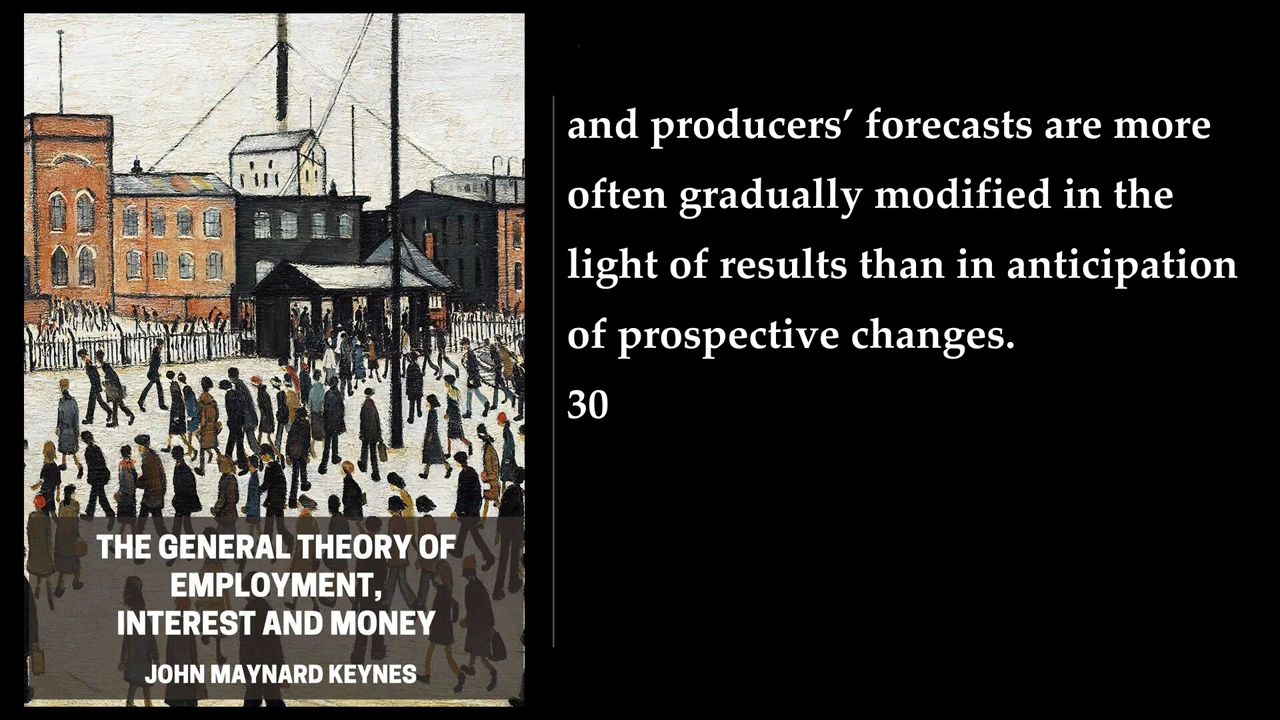 THE GENERAL THEORY OF
EMPLOYMENT,
INTEREST AND MONEY
JOHN MAYNARD KEYNES
and producers’ forecasts are more
often gradually modified in the
light of results than in anticipation
of prospective changes.
30